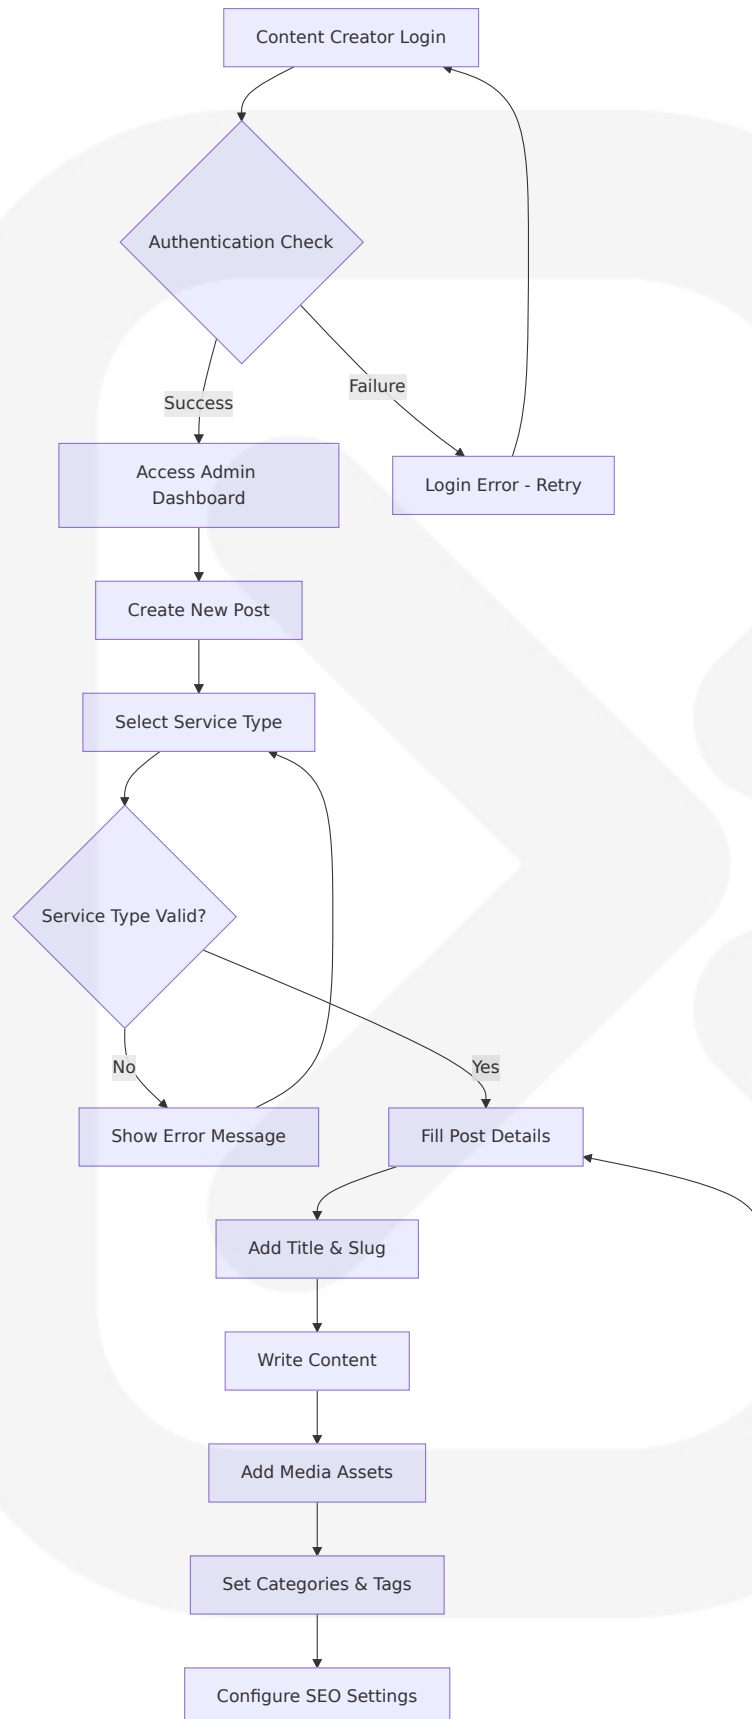 Content Creator Login
Authentication Check
Failure
Success
Access Admin
Dashboard
Login Error - Retry
Create New Post
Select Service Type
Service Type Valid?
No
Yes
Show Error Message
Fill Post Details
Add Title & Slug
Write Content
Add Media Assets
Set Categories & Tags
Configure SEO Settings